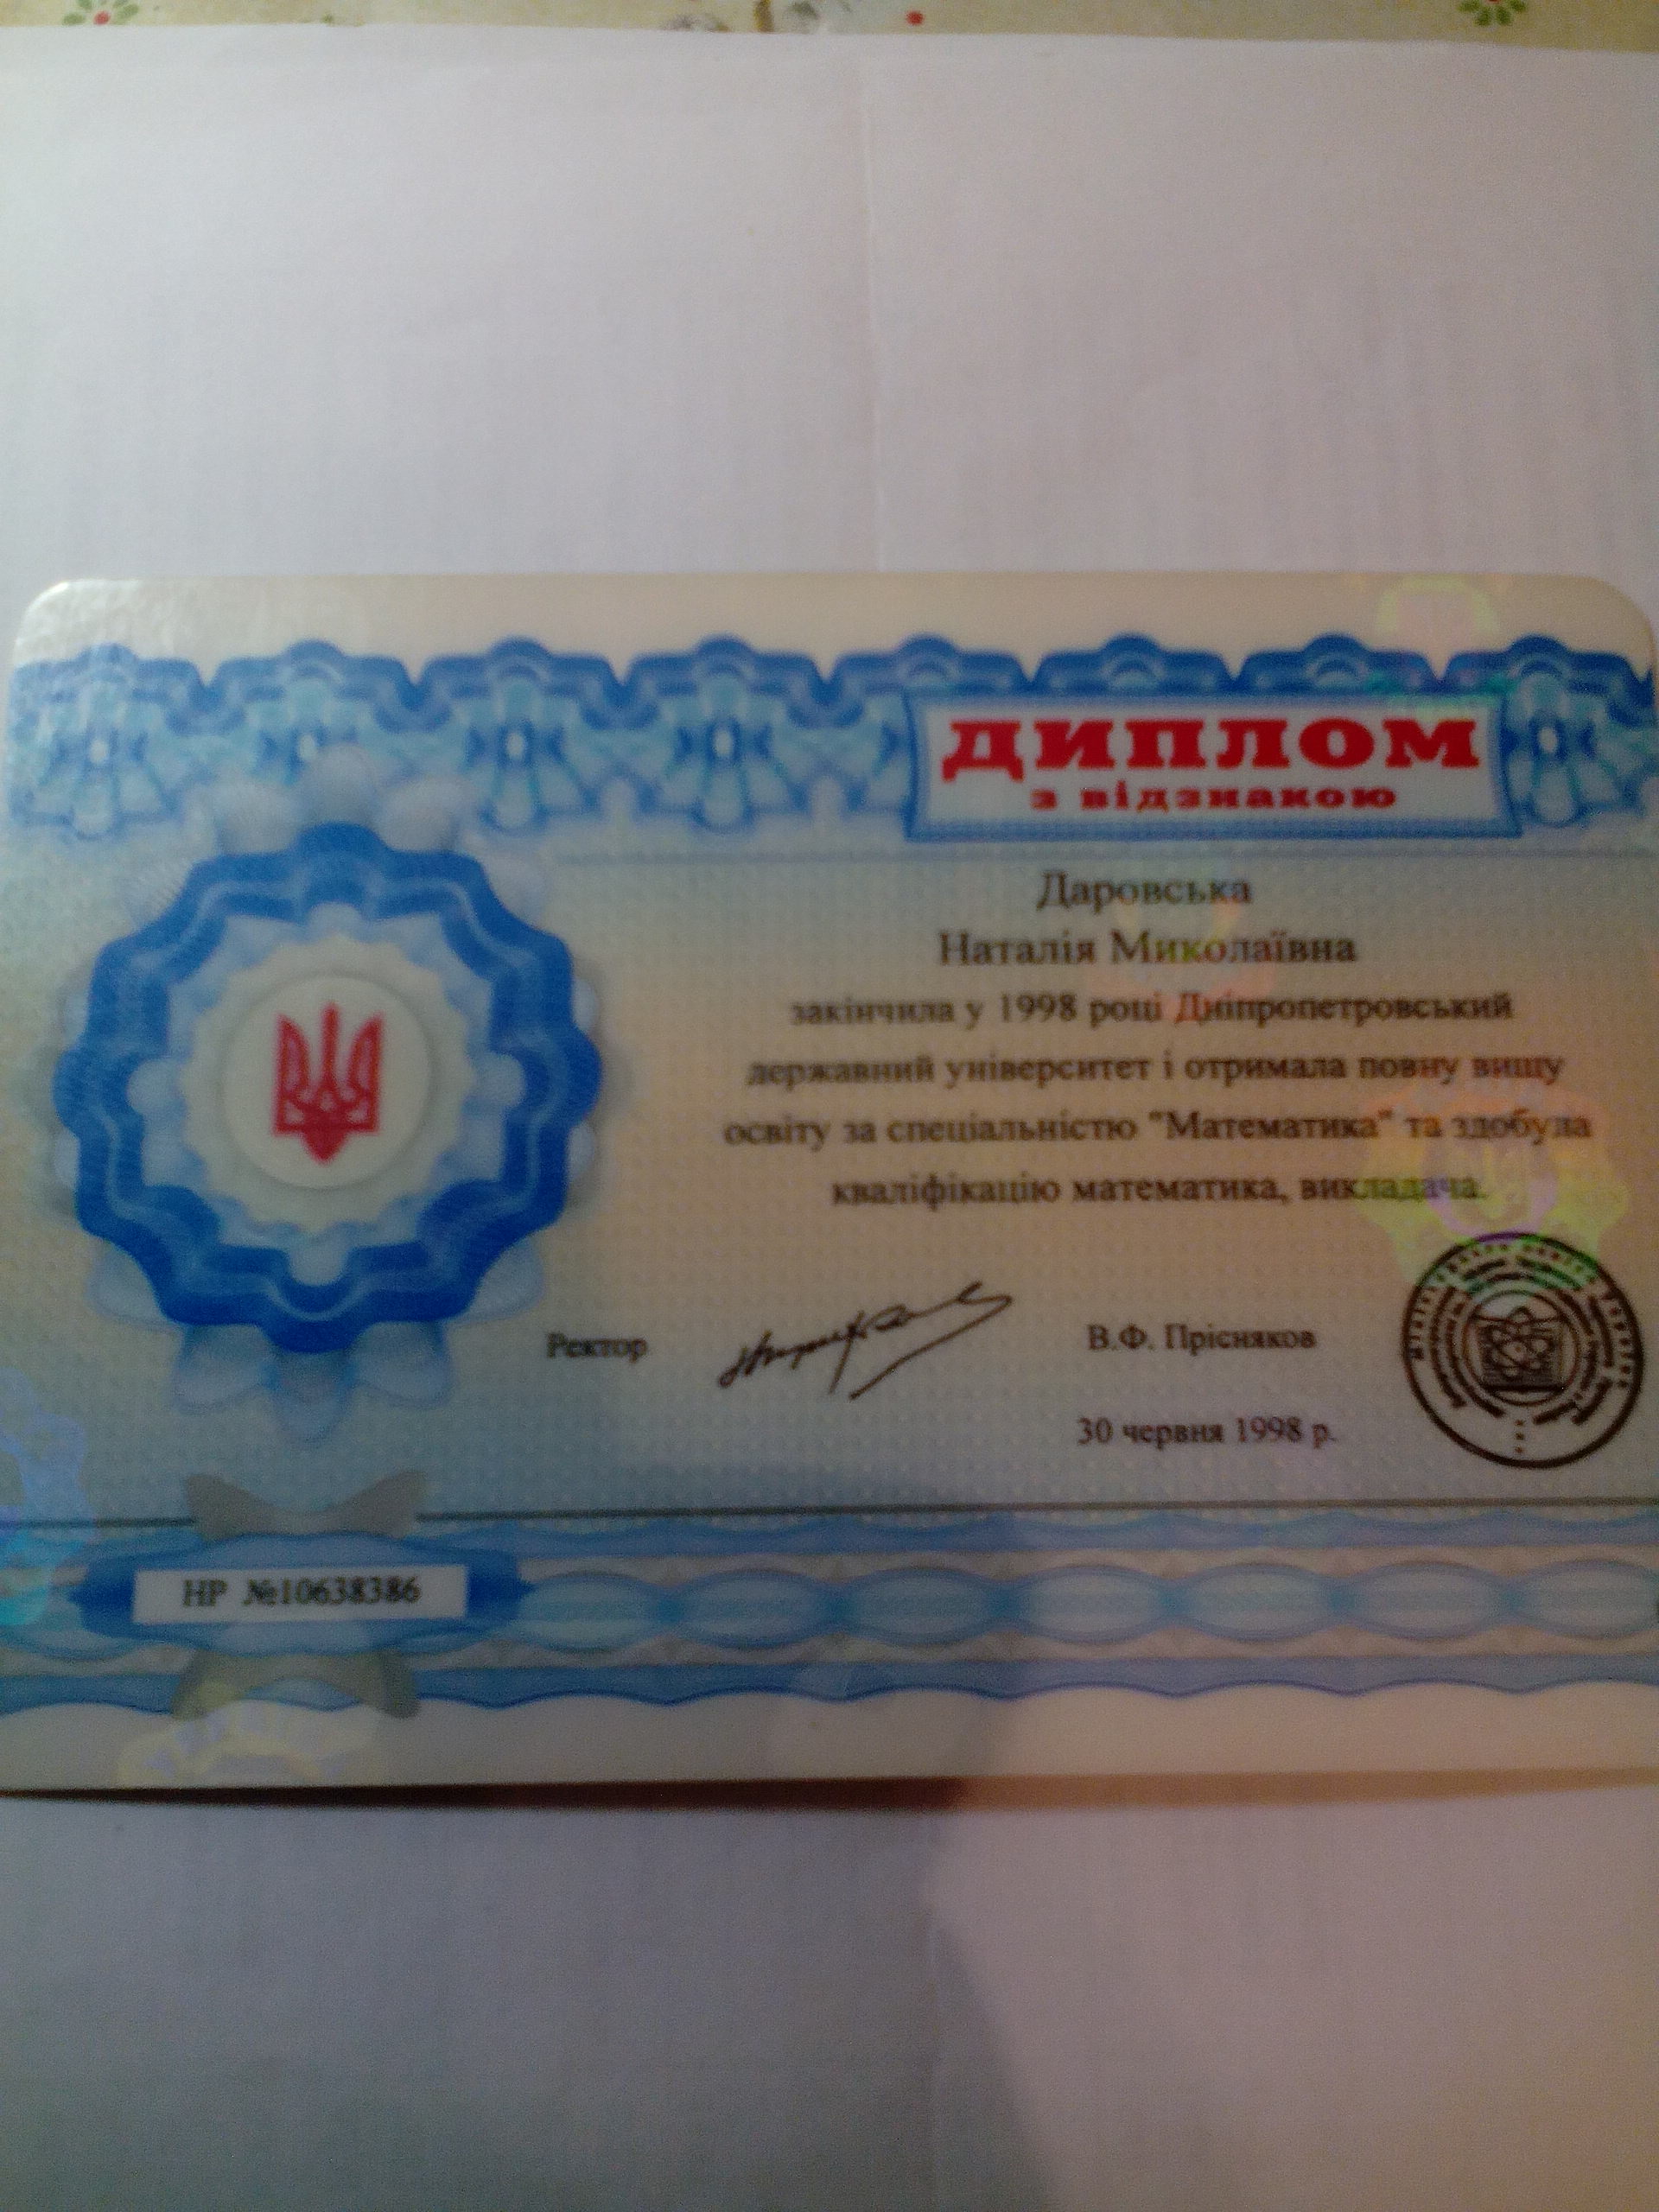 ДИПЛОМ
з відзнакою
Даровська
Наталія Миколаївна
закінчила у 1998 році Дніпропетровський
державний університет і отримала повну вищу
освіту за спеціальністю "Математика" та здобула
кваліфікацію математика, викладача.
Ректор В.Ф. Прісняков
30 червня 1998 р.
НР №10638386